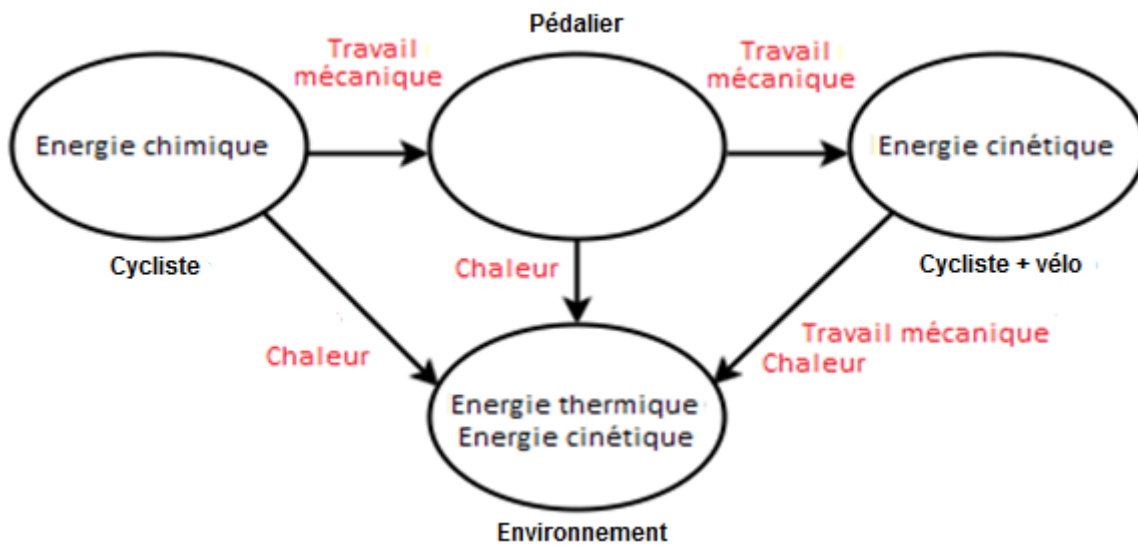 Pédalier
Travail
mécanique
Travail
mécanique
Energie chimique
Energie cinétique
Cycliste
Chaleur
Cycliste + vélo
Chaleur
Travail mécanique
Chaleur
Energie thermique
Energie cinétique
Environnement